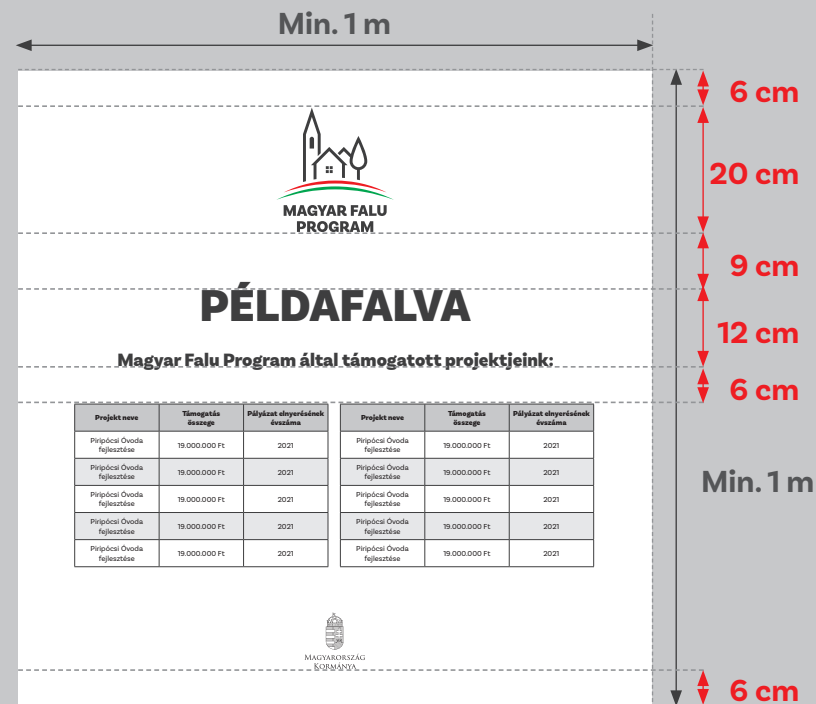 Min. 1 m
6 cm
20 cm
MAGYAR FALU
PROGRAM
9 cm
PÉLDAFALVA
12 cm
Magyar Falu Program által támogatott projektjeink:
6 cm
Projekt neve Támogatás összege Pályázat elnyerésének évszáma Projekt neve Támogatás összege Pályázat elnyerésének évszáma
Piripócsi Óvoda fejlesztése 19.000.000 Ft 2021 Piripócsi Óvoda fejlesztése 19.000.000 Ft 2021
Piripócsi Óvoda fejlesztése 19.000.000 Ft 2021 Piripócsi Óvoda fejlesztése 19.000.000 Ft 2021
Piripócsi Óvoda fejlesztése 19.000.000 Ft 2021 Piripócsi Óvoda fejlesztése 19.000.000 Ft 2021
Piripócsi Óvoda fejlesztése 19.000.000 Ft 2021 Piripócsi Óvoda fejlesztése 19.000.000 Ft 2021
Piripócsi Óvoda fejlesztése 19.000.000 Ft 2021 Piripócsi Óvoda fejlesztése 19.000.000 Ft 2021
Min. 1 m
MAGYARORSZÁG
KORMÁNYA
6 cm